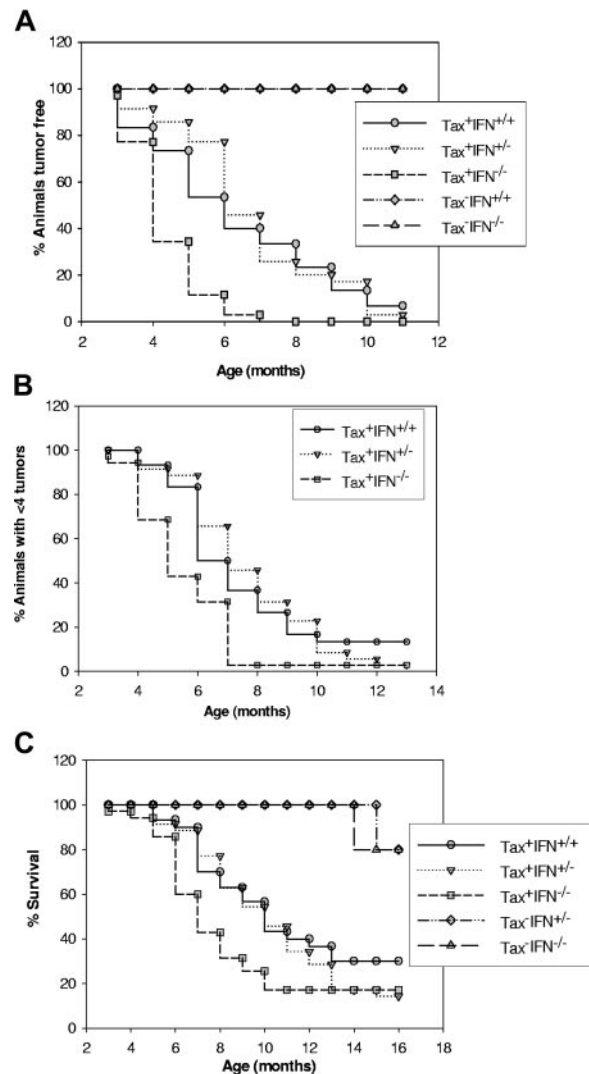 A
120
100
80
60
40
20
0
% Animals tumor free
2 4 6 8 10 12
Age (months)
Tax⁺IFN⁺/⁺
Tax⁺IFN⁺/⁻
Tax⁺IFN⁻/⁻
Tax⁻IFN⁺/⁺
Tax⁻IFN⁻/⁻
B
120
100
80
60
40
20
0
% Animals with <4 tumors
2 4 6 8 10 12 14
Age (months)
Tax⁺IFN⁺/⁺
Tax⁺IFN⁺/⁻
Tax⁺IFN⁻/⁻
C
120
100
80
60
40
20
0
% Survival
2 4 6 8 10 12 14 16 18
Age (months)
Tax⁺IFN⁺/⁺
Tax⁺IFN⁺/⁻
Tax⁺IFN⁻/⁻
Tax⁻IFN⁺/⁻
Tax⁻IFN⁻/⁻